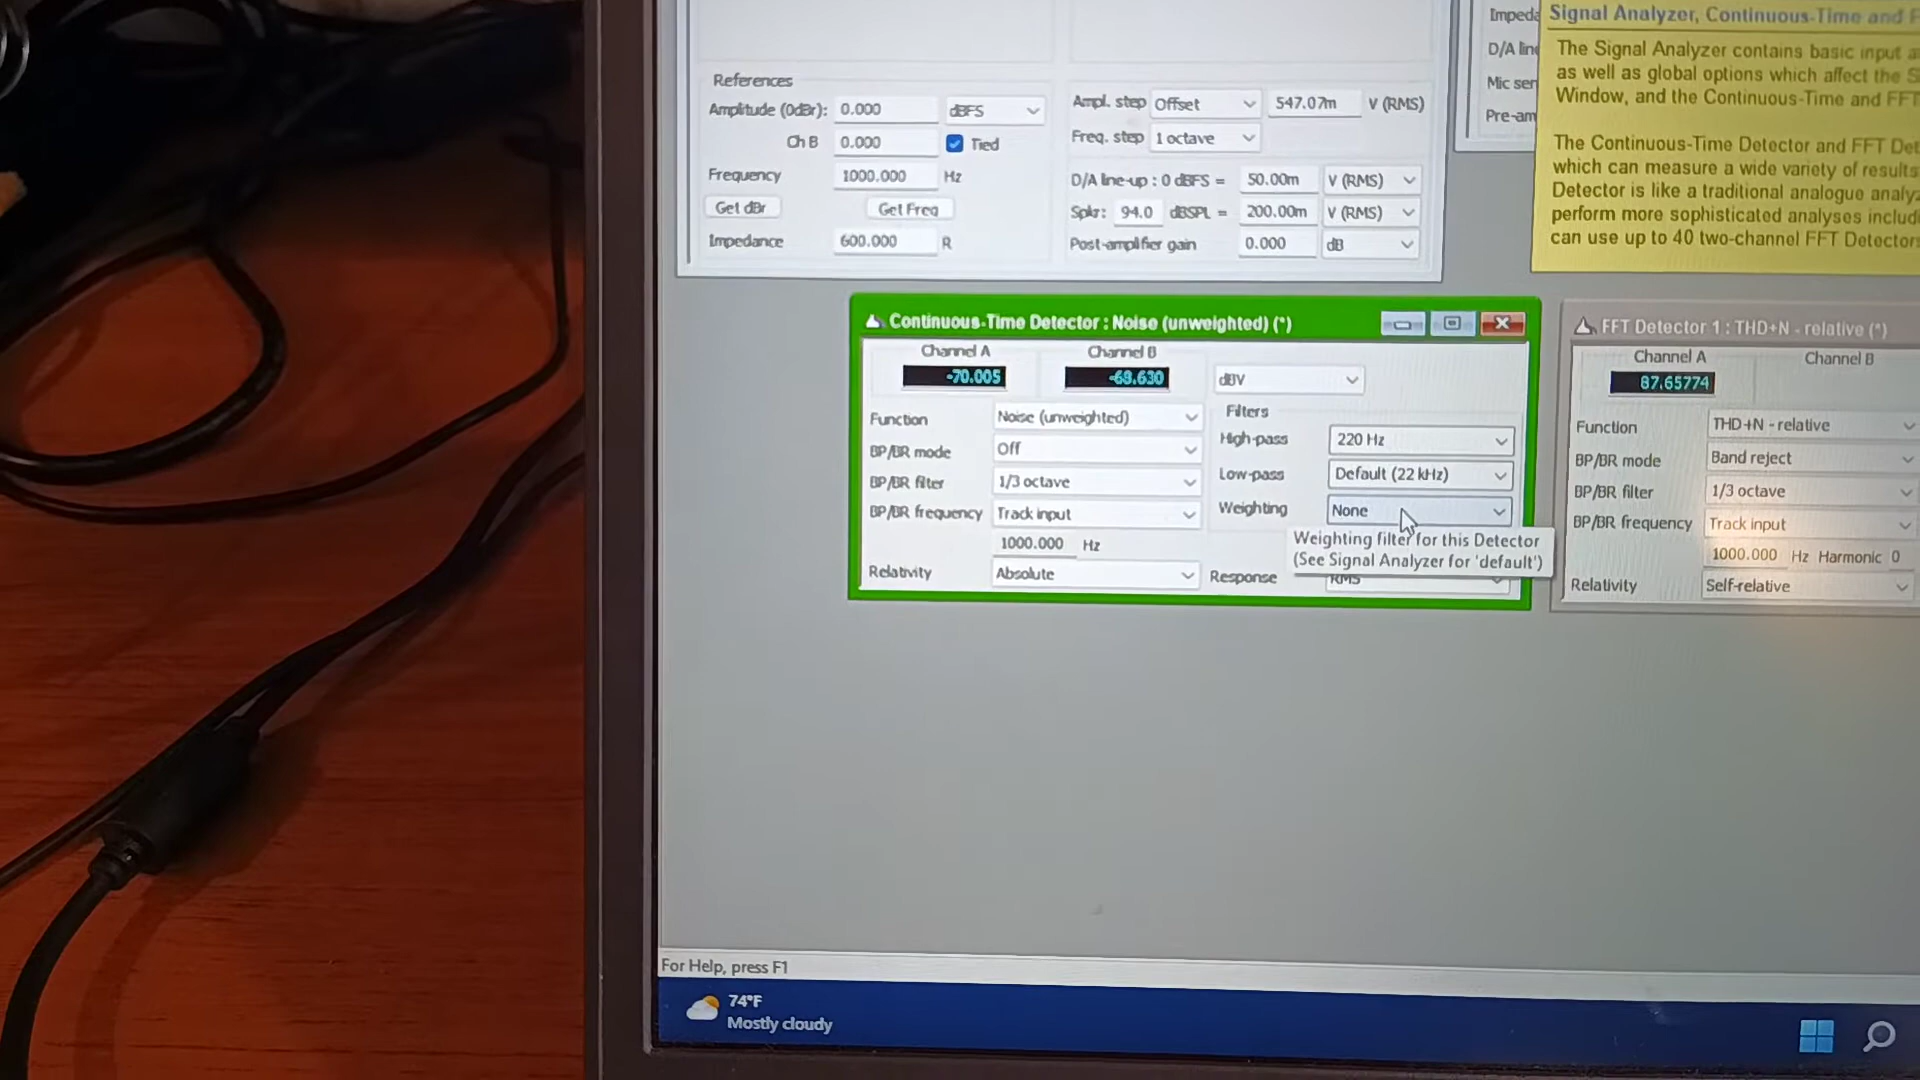 References
Amplitude (0dBr): 0.000 dBFS
Ch B 0.000 Tied
Frequency 1000.000 Hz
Get dBr Get Freq
Impedance 600.000 R
Ampl. step Offset 547.07m V (RMS)
Freq. step 1 octave
D/A line-up : 0 dBFS = 50.00m V (RMS)
Spkr: 94.0 dBSPL = 200.00m V (RMS)
Post-amplifier gain 0.000 dB
Impeda
D/A line
Mic sen
Pre-am
Signal Analyzer, Continuous-Time and F
The Signal Analyzer contains basic input a
as well as global options which affect the S
Window, and the Continuous-Time and FFT
The Continuous-Time Detector and FFT Det
which can measure a wide variety of results
Detector is like a traditional analogue analyz
perform more sophisticated analyses includi
can use up to 40 two-channel FFT Detectors
Continuous-Time Detector : Noise (unweighted) (*)
Channel A Channel B
-70.005 -69.630 dBV
Function Noise (unweighted)
BP/BR mode Off
BP/BR filter 1/3 octave
BP/BR frequency Track input
1000.000 Hz
Relativity Absolute
Filters
High-pass 220 Hz
Low-pass Default (22 kHz)
Weighting None
Weighting filter for this Detector
(See Signal Analyzer for 'default')
Response RMS
FFT Detector 1 : THD+N - relative (*)
Channel A Channel B
87.65774
Function THD+N - relative
BP/BR mode Band reject
BP/BR filter 1/3 octave
BP/BR frequency Track input
1000.000 Hz Harmonic 0
Relativity Self-relative
For Help, press F1
74°F
Mostly cloudy